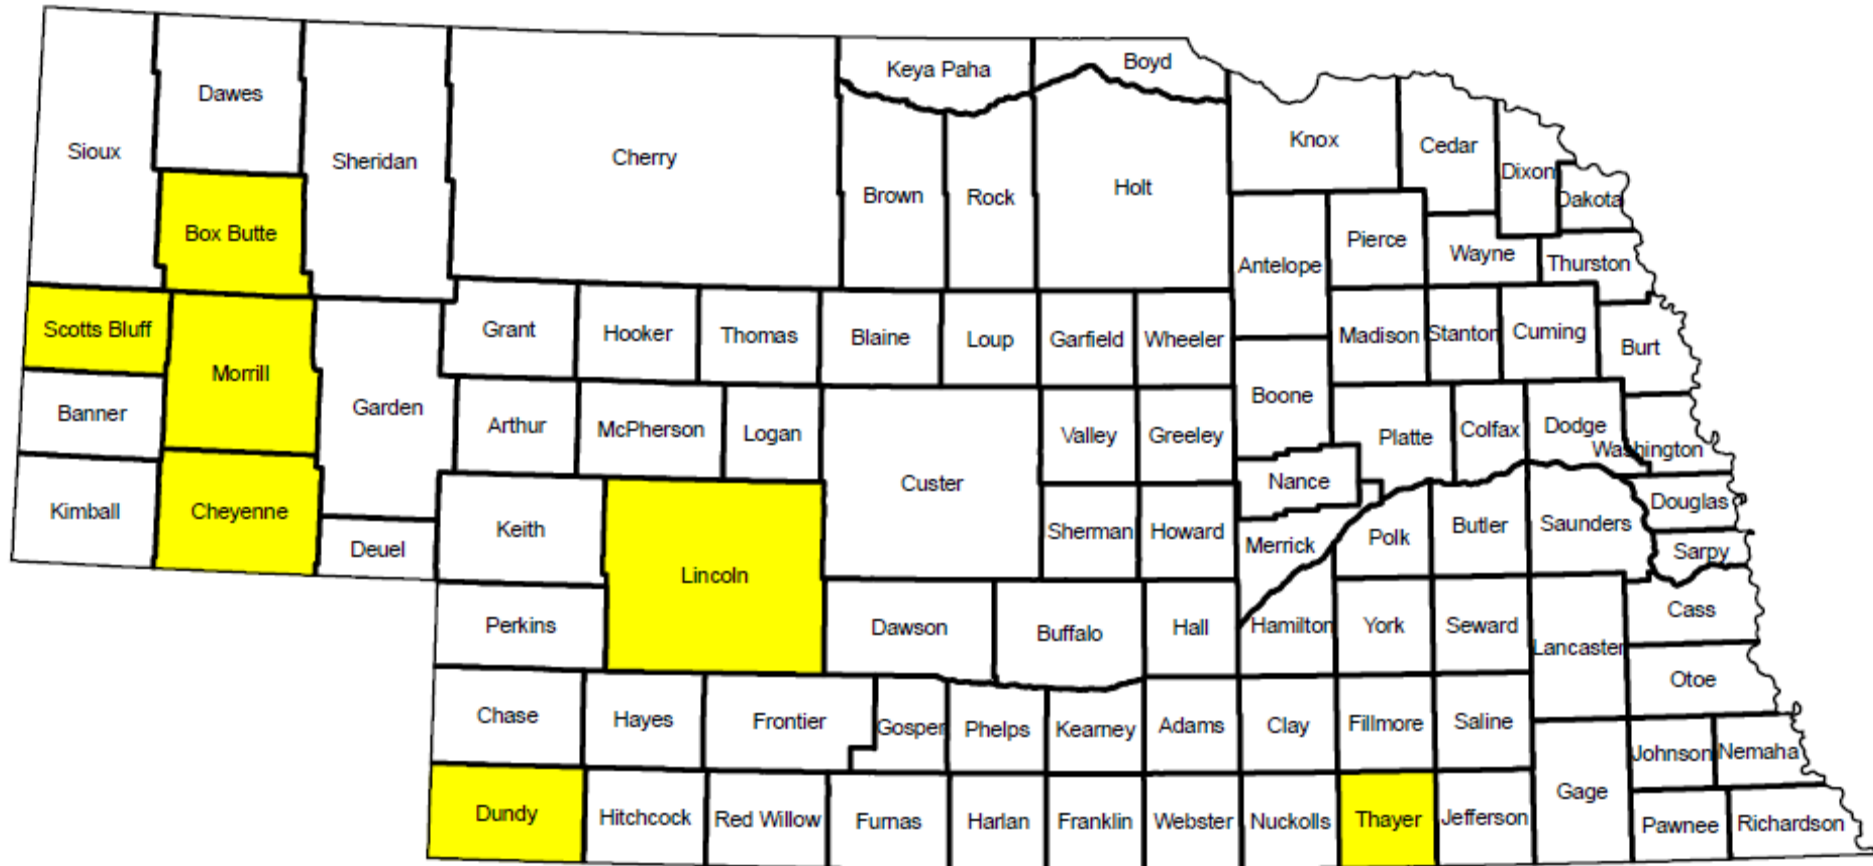 Keya Paha
Boyd
Dawes
Sioux
Sheridan
Cherry
Knox
Cedar
Dixon
Dakota
Brown
Rock
Holt
Box Butte
Pierce
Wayne
Antelope
Thurston
Scotts Bluff
Grant
Hooker
Thomas
Blaine
Loup
Garfield
Wheeler
Madison
Stanton
Cuming
Burt
Morrill
Banner
Garden
Boone
Arthur
McPherson
Logan
Valley
Greeley
Platte
Colfax
Dodge
Washington
Kimball
Cheyenne
Custer
Nance
Douglas
Keith
Sherman
Howard
Merrick
Polk
Butler
Saunders
Sarpy
Deuel
Lincoln
Perkins
Dawson
Buffalo
Hall
Hamilton
York
Seward
Lancaster
Cass
Otoe
Chase
Hayes
Frontier
Gosper
Phelps
Kearney
Adams
Clay
Fillmore
Saline
Johnson
Nemaha
Dundy
Hitchcock
Red Willow
Furnas
Harlan
Franklin
Webster
Nuckolls
Thayer
Jefferson
Gage
Pawnee
Richardson